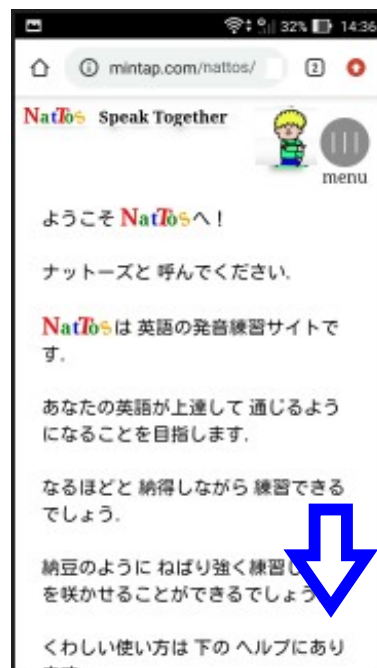 32% 14:36
mintap.com/nattos/ 2
NatTos Speak Together
menu
ようこそ NatTosへ！
ナットーズと 呼んでください.
NatTosは 英語の発音練習サイトで
す.
あなたの英語が上達して 通じるよう
になることを目指します.
なるほどと 納得しながら 練習できる
でしょう.
納豆のように ねばり強く練習し
を咲かせることができるでしょう
くわしい使い方は 下の ヘルプにあり